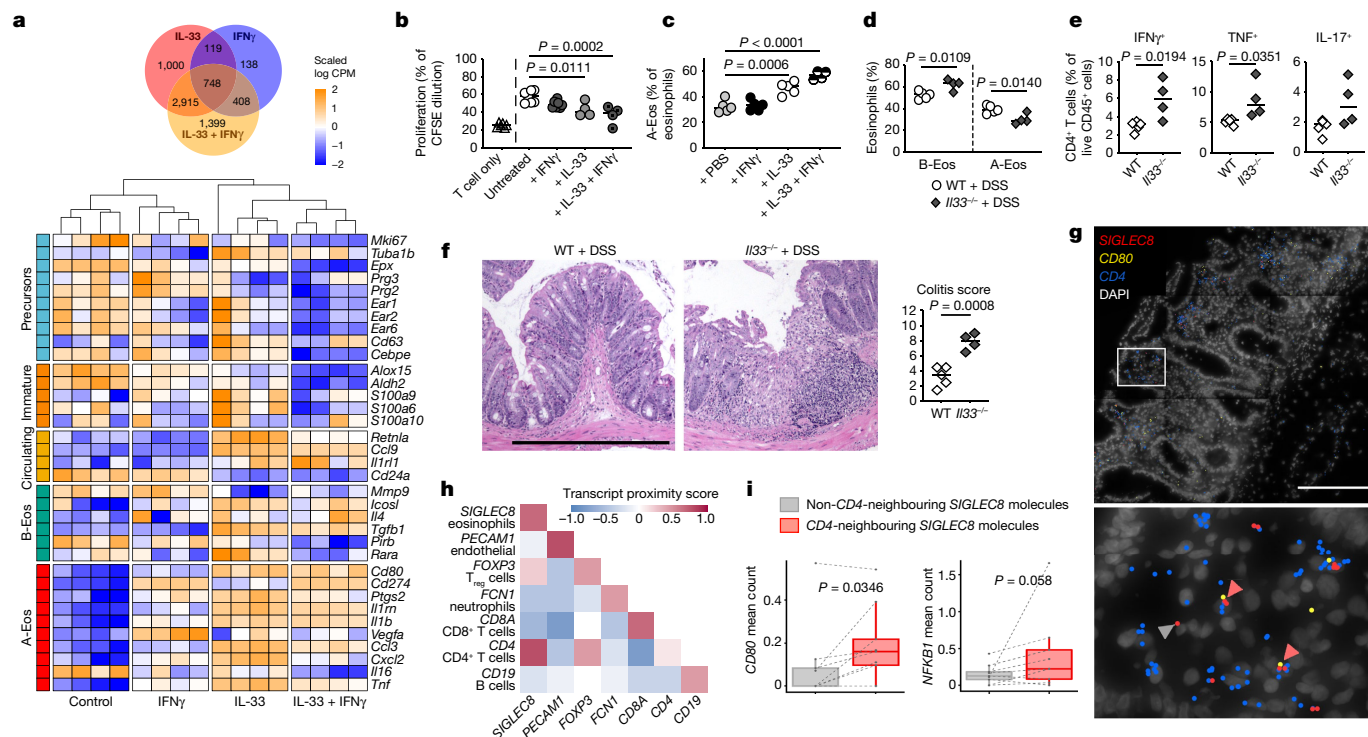 a
IL-33
IFNγ
119
1,000
138
748
2,915
408
1,399
IL-33 + IFNγ
Scaled
log CPM
2
1
0
−1
−2
Precursors
Immature
Circulating
B-Eos
A-Eos
Mki67
Tuba1b
Epx
Prg3
Prg2
Ear1
Ear2
Ear6
Cd63
Cebpe
Alox15
Aldh2
S100a9
S100a6
S100a10
Retnla
Ccl9
Il1rl1
Cd24a
Mmp9
Icosl
Il4
Tgfb1
Pirb
Rara
Cd80
Cd274
Ptgs2
Il1rn
Il1b
Vegfa
Ccl3
Cxcl2
Il16
Tnf
Control
IFNγ
IL-33
IL-33 + IFNγ
b
Proliferation (% of
CFSE dilution)
100
80
60
40
20
0
P = 0.0002
P = 0.0111
T cell only
Untreated
+ IFNγ
+ IL-33
+ IL-33 + IFNγ
c
A-Eos (% of
eosinophils)
60
40
20
0
P < 0.0001
P = 0.0006
+ PBS
+ IFNγ
+ IL-33
+ IL-33 + IFNγ
d
Eosinophils (%)
100
80
60
40
20
0
P = 0.0109
P = 0.0140
B-Eos
A-Eos
WT + DSS
Il33−/− + DSS
e
CD4+ T cells (% of
live CD45+ cells)
IFNγ+
P = 0.0194
10
8
6
4
2
0
WT
Il33−/−
TNF+
P = 0.0351
15
10
5
0
WT
Il33−/−
IL-17+
6
4
2
0
WT
Il33−/−
f
WT + DSS
Il33−/− + DSS
Colitis score
P = 0.0008
12
10
8
6
4
2
0
WT Il33−/−
g
SIGLEC8
CD80
CD4
DAPI
h
Transcript proximity score
−1.0 −0.5 0 0.5 1.0
SIGLEC8
eosinophils
PECAM1
endothelial
FOXP3
Treg cells
FCN1
neutrophils
CD8A
CD8+ T cells
CD4
CD4+ T cells
CD19
B cells
SIGLEC8
PECAM1
FOXP3
FCN1
CD8A
CD4
CD19
i
Non-CD4-neighbouring SIGLEC8 molecules
CD4-neighbouring SIGLEC8 molecules
CD80 mean count
P = 0.0346
0.4
0.2
0
NFKB1 mean count
P = 0.058
1.5
1.0
0.5
0